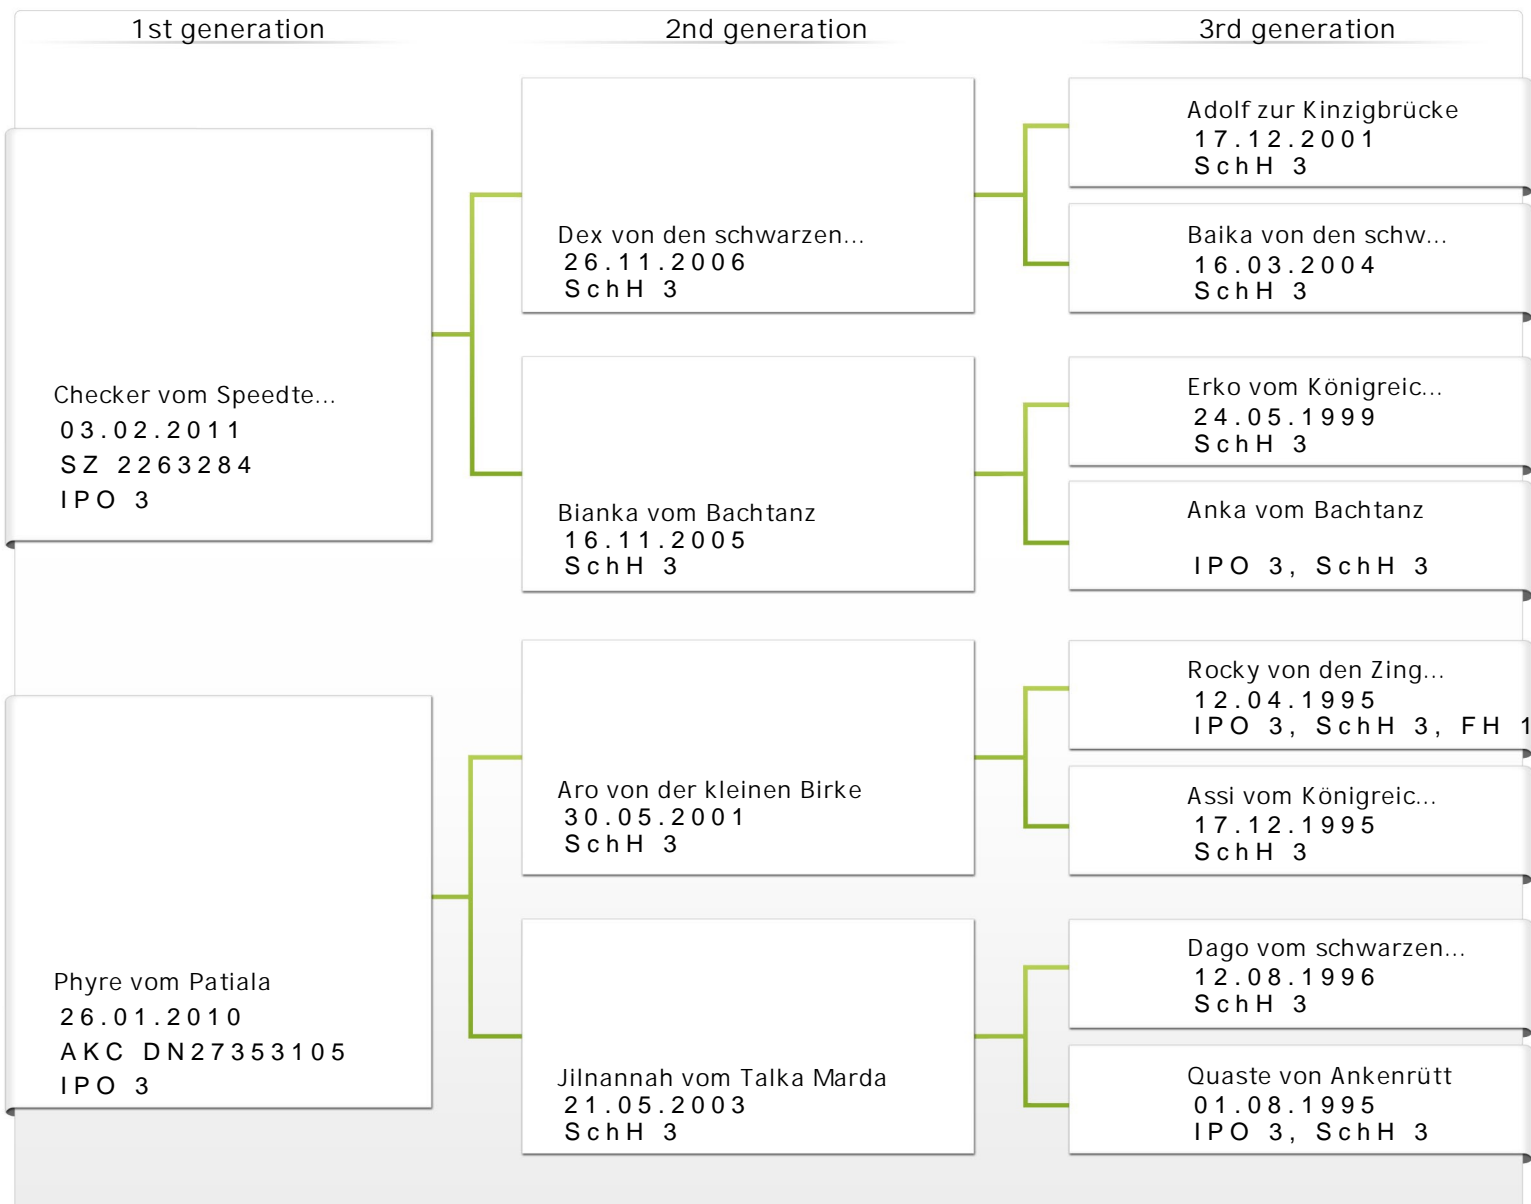 1st generation
2nd generation
3rd generation
Checker vom Speedte...
03.02.2011
SZ 2263284
IPO 3
Phyre vom Patiala
26.01.2010
AKC DN27353105
IPO 3
Dex von den schwarzen...
26.11.2006
SchH 3
Bianka vom Bachtanz
16.11.2005
SchH 3
Aro von der kleinen Birke
30.05.2001
SchH 3
Jilnannah vom Talka Marda
21.05.2003
SchH 3
Adolf zur Kinzigbrücke
17.12.2001
SchH 3
Baika von den schw...
16.03.2004
SchH 3
Erko vom Königreic...
24.05.1999
SchH 3
Anka vom Bachtanz
IPO 3, SchH 3
Rocky von den Zing...
12.04.1995
IPO 3, SchH 3, FH 1
Assi vom Königreic...
17.12.1995
SchH 3
Dago vom schwarzen...
12.08.1996
SchH 3
Quaste von Ankenrütt
01.08.1995
IPO 3, SchH 3